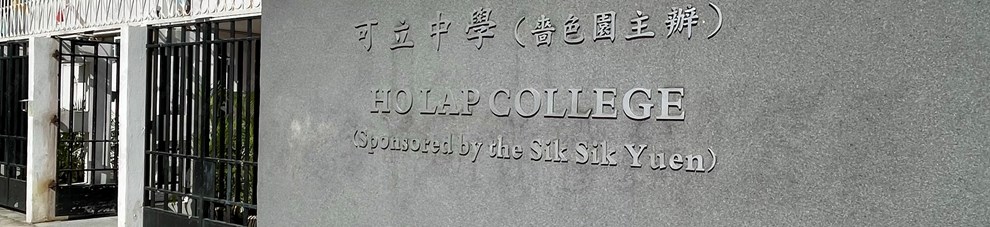 可立中學（嗇色園主辦）
HO LAP COLLEGE
(Sponsored by the Sik Sik Yuen)